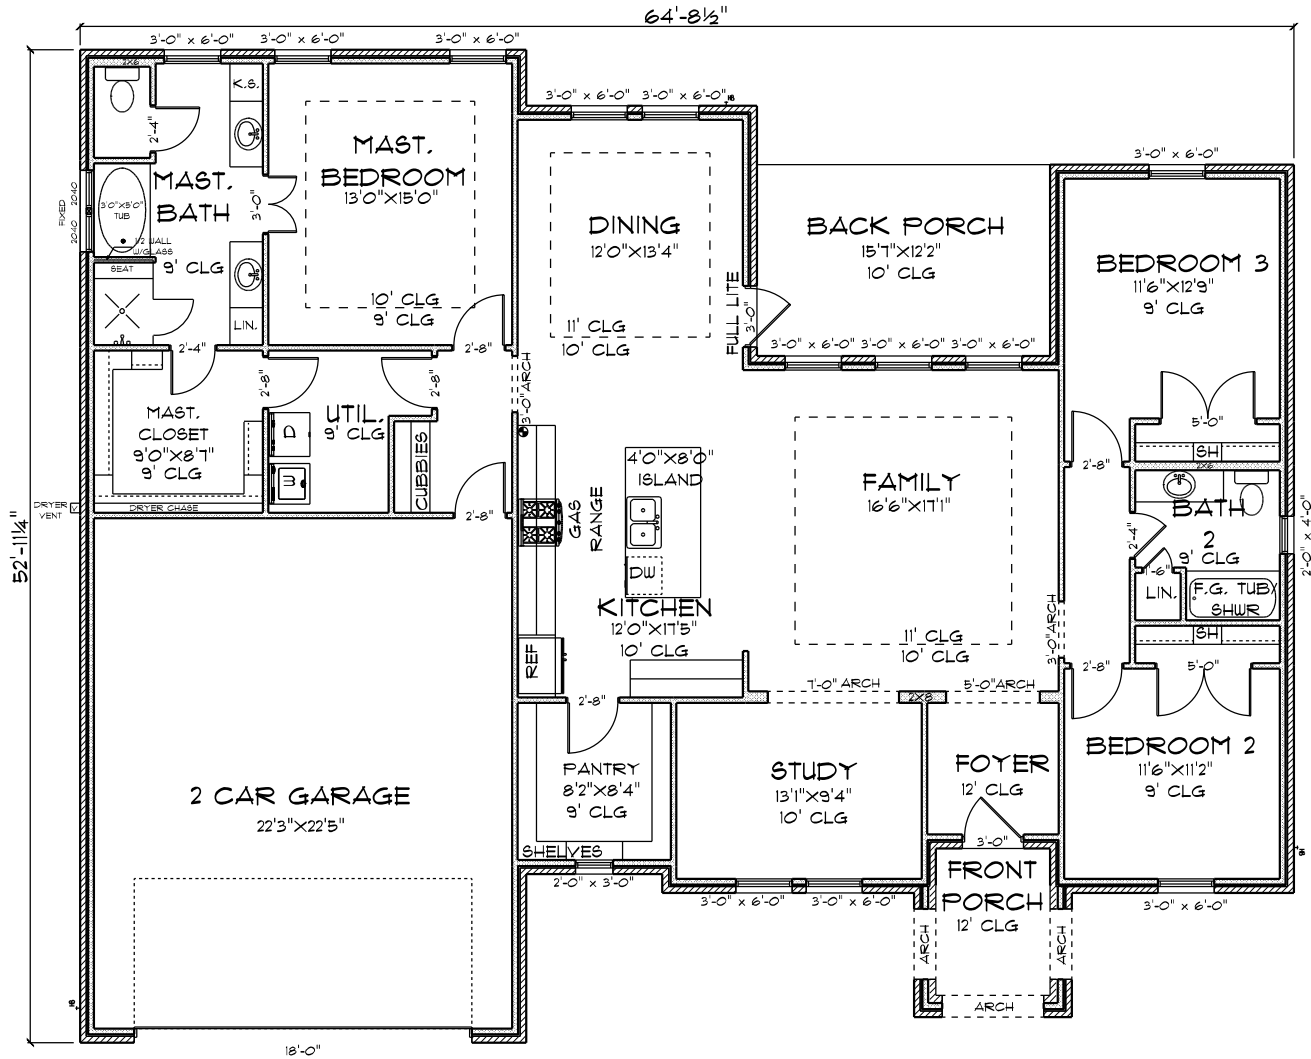 64'-8½"
3'-0" x 6'-0"
3'-0" x 6'-0"
3'-0" x 6'-0"
2X6
K.S.
2'-4"
MAST.
BATH
9' CLG
3'0"X5'0"
TUB
1/2 WALL
W/GLASS
SEAT
FIXED
2040
2040
3'-0"
LIN.
2'-4"
MAST.
BEDROOM
13'0"X15'0"
10' CLG
9' CLG
2'-8"
3'-0" x 6'-0"
3'-0" x 6'-0"
HB
DINING
12'0"X13'4"
11' CLG
10' CLG
FULL LITE
3'-0"
BACK PORCH
15'7"X12'2"
10' CLG
3'-0" x 6'-0"
3'-0" x 6'-0"
3'-0" x 6'-0"
3'-0" x 6'-0"
BEDROOM 3
11'6"X12'9"
9' CLG
5'-0"
SH
2X6
2'-8"
MAST.
CLOSET
9'0"X8'7"
9' CLG
DRYER CHASE
DRYER
VENT
V
2'-8"
UTIL.
9' CLG
D
W
2'-8"
CUBBIES
2'-8"
3'-0" ARCH
4'0"X8'0"
ISLAND
GAS
RANGE
DW
KITCHEN
12'0"X17'5"
10' CLG
REF
FAMILY
16'6"X17'1"
11' CLG
10' CLG
3'-0" ARCH
7'-0" ARCH
2X8
5'-0" ARCH
BATH
2
9' CLG
2'-4"
1'-6"
LIN.
F.G. TUB/
SHWR
2'-0" x 4'-0"
SH
5'-0"
2'-8"
BEDROOM 2
11'6"X11'2"
9' CLG
3'-0" x 6'-0"
HB
52'-11¼"
2 CAR GARAGE
22'3"X22'5"
HB
18'-0"
2'-8"
PANTRY
8'2"X8'4"
9' CLG
SHELVES
2'-0" x 3'-0"
STUDY
13'1"X9'4"
10' CLG
3'-0" x 6'-0"
3'-0" x 6'-0"
FOYER
12' CLG
3'-0"
FRONT
PORCH
12' CLG
ARCH
ARCH
ARCH